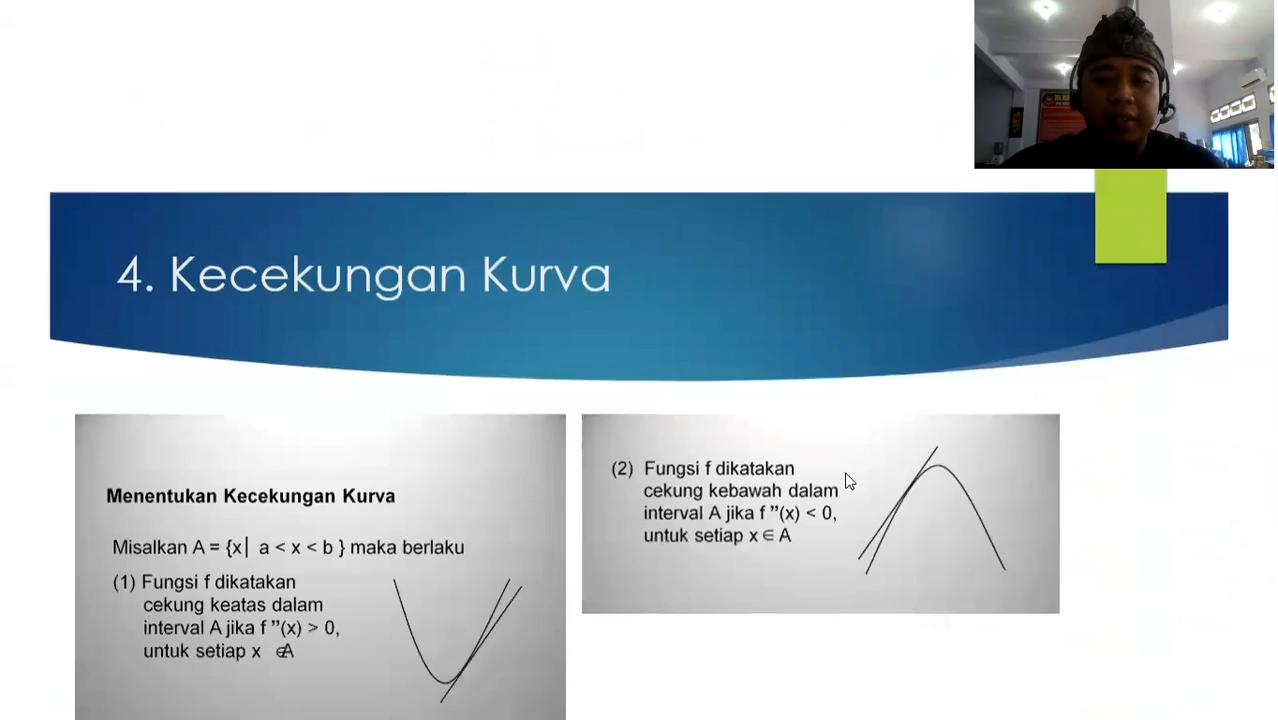 4. Kecekungan Kurva
Menentukan Kecekungan Kurva
Misalkan A = {x| a < x < b } maka berlaku
(1) Fungsi f dikatakan
cekung keatas dalam
interval A jika f ”(x) > 0,
untuk setiap x ∈A
(2) Fungsi f dikatakan
cekung kebawah dalam
interval A jika f ”(x) < 0,
untuk setiap x ∈ A